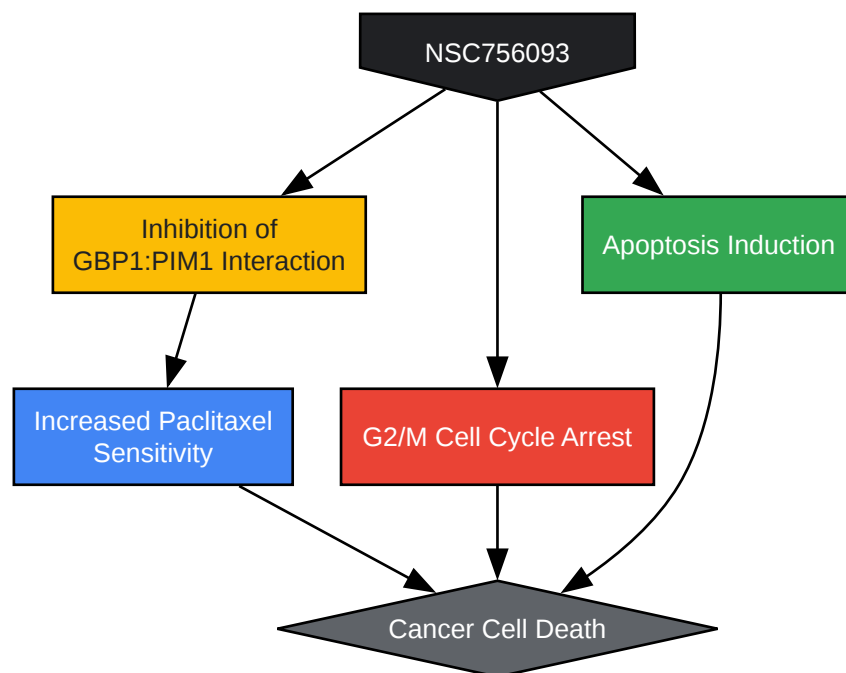 NSC756093
Inhibition of
GBP1:PIM1 Interaction
Apoptosis Induction
Increased Paclitaxel
Sensitivity
G2/M Cell Cycle Arrest
Cancer Cell Death